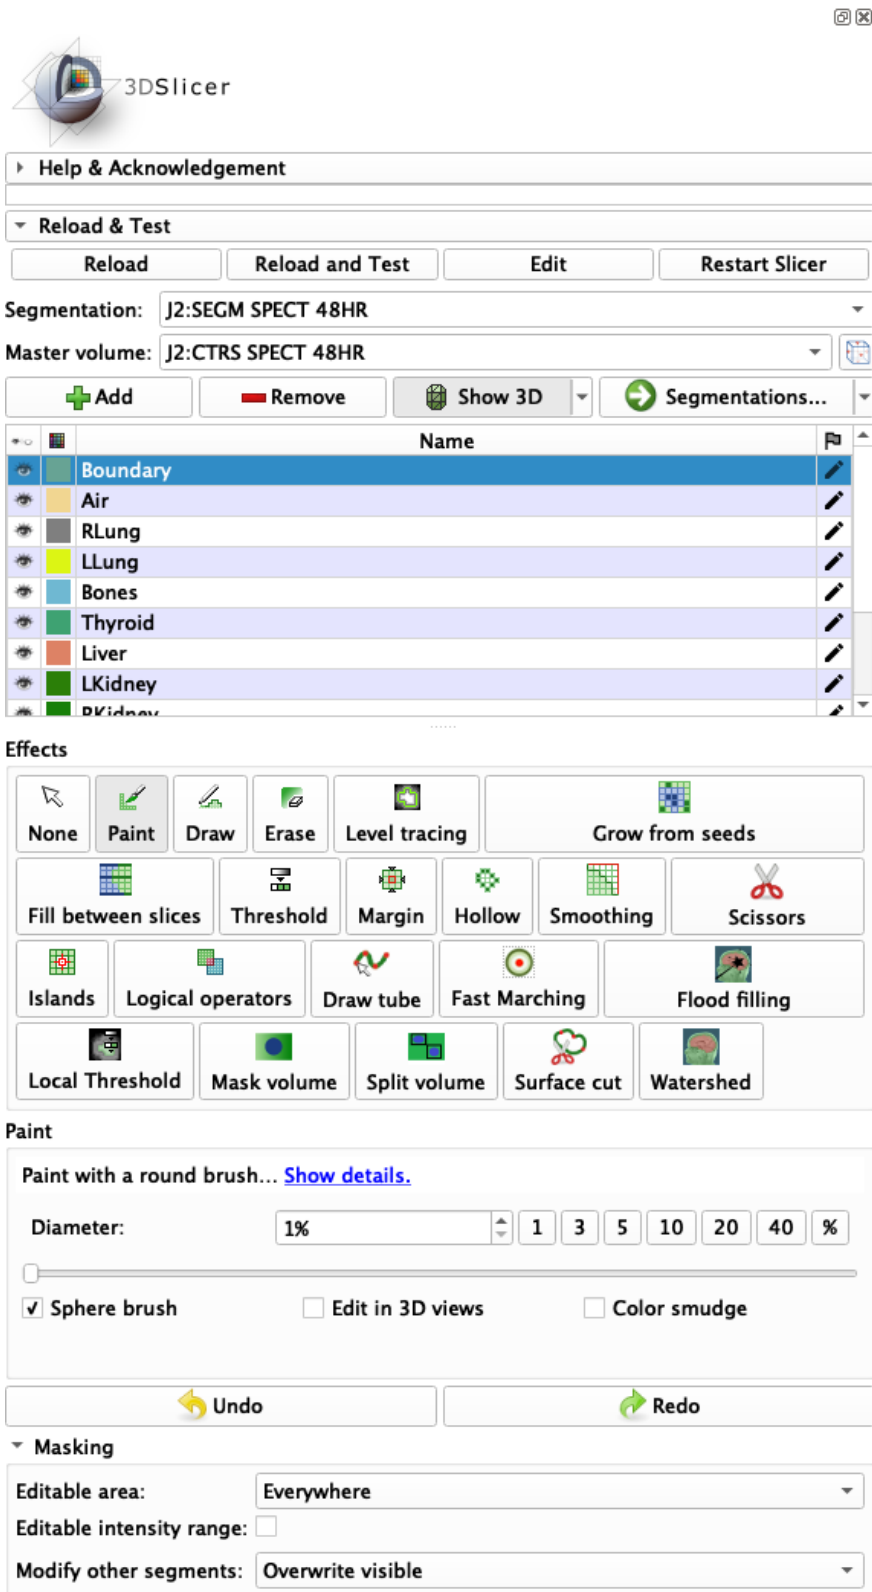 3DSlicer
Help & Acknowledgement
Reload & Test
Reload Reload and Test Edit Restart Slicer
Segmentation: J2:SEGM SPECT 48HR
Master volume: J2:CTRS SPECT 48HR
Add Remove Show 3D Segmentations...
Name
Boundary
Air
RLung
LLung
Bones
Thyroid
Liver
LKidney
RKidney
Effects
None Paint Draw Erase Level tracing Grow from seeds
Fill between slices Threshold Margin Hollow Smoothing Scissors
Islands Logical operators Draw tube Fast Marching Flood filling
Local Threshold Mask volume Split volume Surface cut Watershed
Paint
Paint with a round brush... Show details.
Diameter: 1% 1 3 5 10 20 40 %
Sphere brush Edit in 3D views Color smudge
Undo Redo
Masking
Editable area: Everywhere
Editable intensity range:
Modify other segments: Overwrite visible